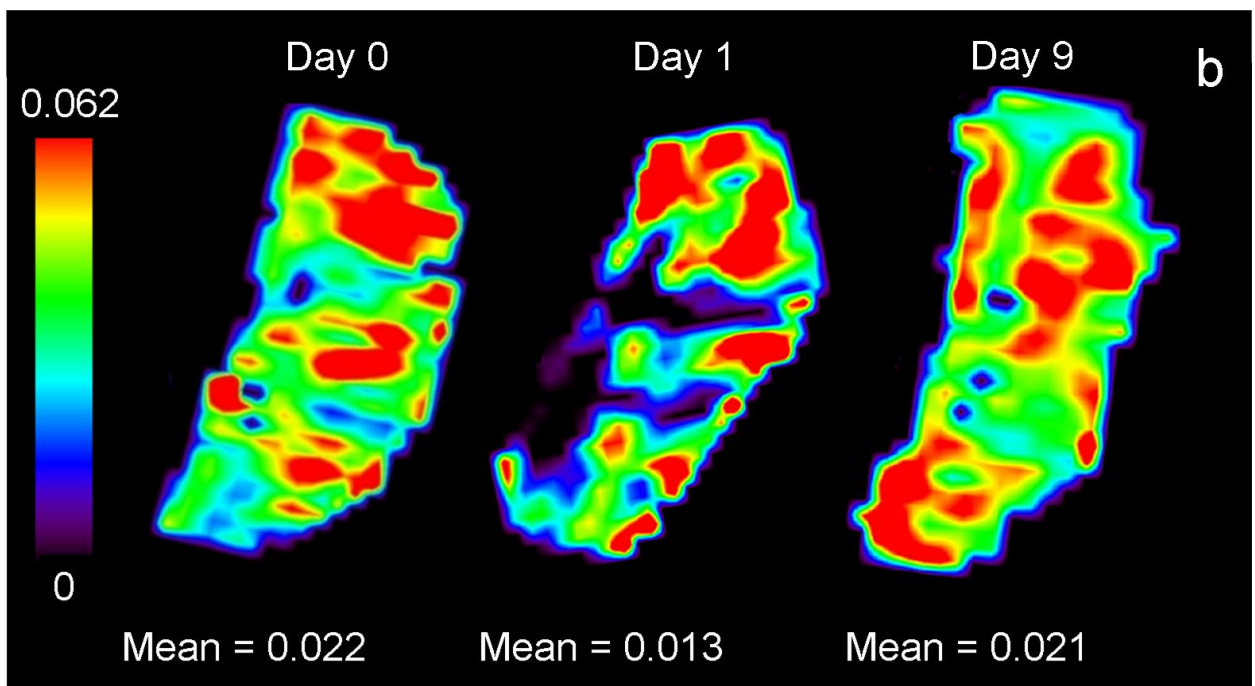 Day 0
Day 1
Day 9
b
0.062
0
Mean = 0.022
Mean = 0.013
Mean = 0.021